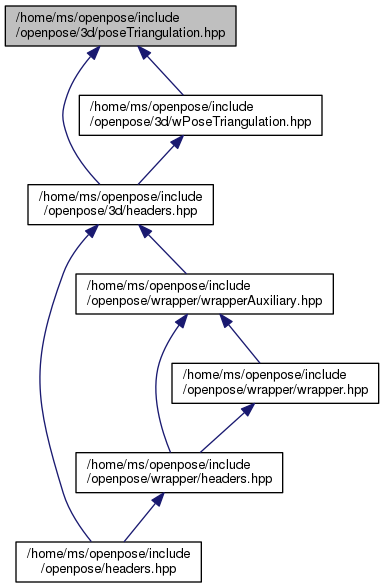 /home/ms/openpose/include
/openpose/3d/poseTriangulation.hpp
/home/ms/openpose/include
/openpose/3d/wPoseTriangulation.hpp
/home/ms/openpose/include
/openpose/3d/headers.hpp
/home/ms/openpose/include
/openpose/wrapper/wrapperAuxiliary.hpp
/home/ms/openpose/include
/openpose/wrapper/wrapper.hpp
/home/ms/openpose/include
/openpose/wrapper/headers.hpp
/home/ms/openpose/include
/openpose/headers.hpp